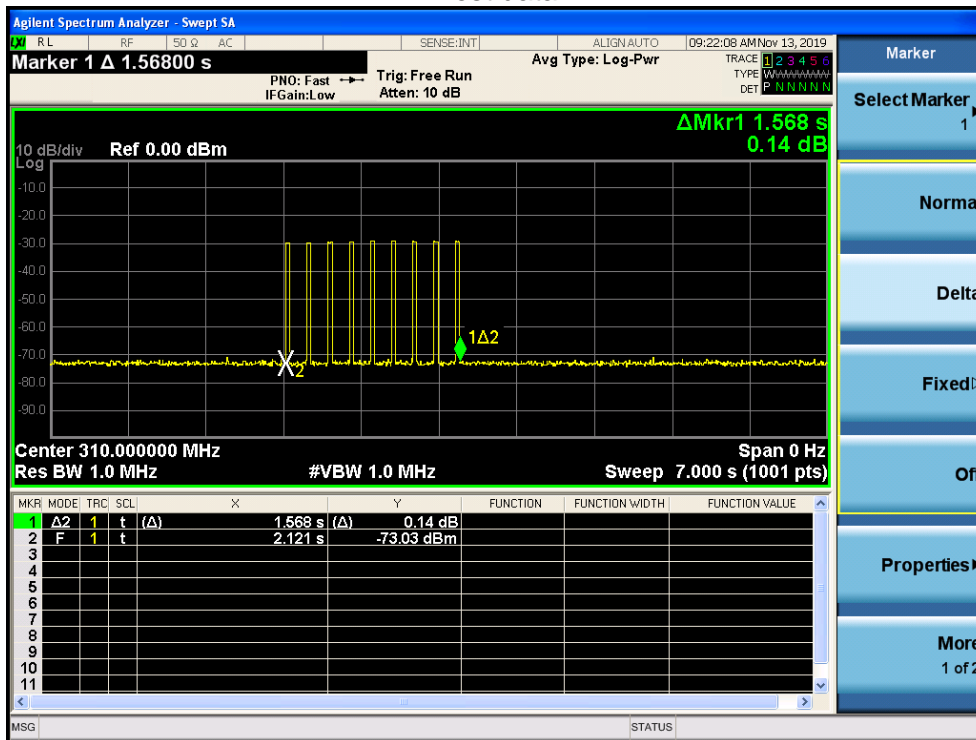 Agilent Spectrum Analyzer - Swept SA
LXI RL RF 50 Ω AC SENSE:INT ALIGNAUTO 09:22:08 AM Nov 13, 2019
Marker 1 Δ 1.56800 s
PNO: Fast Trig: Free Run Avg Type: Log-Pwr TRACE 1 2 3 4 5 6
IFGain:Low Atten: 10 dB TYPE W
DET P N N N N N
Marker
Select Marker
1
Norma
Delta
Fixed
Of
Properties
More
1 of 2
ΔMkr1 1.568 s
0.14 dB
10 dB/div Ref 0.00 dBm
Log
-10.0
-20.0
-30.0
-40.0
-50.0
-60.0
1Δ2
-70.0
2
-80.0
-90.0
Center 310.000000 MHz Span 0 Hz
Res BW 1.0 MHz #VBW 1.0 MHz Sweep 7.000 s (1001 pts)
MKR MODE TRC SCL X Y FUNCTION FUNCTION WIDTH FUNCTION VALUE
1 Δ2 1 t (Δ) 1.568 s (Δ) 0.14 dB
2 F 1 t 2.121 s -73.03 dBm
3
4
5
6
7
8
9
10
11
MSG STATUS